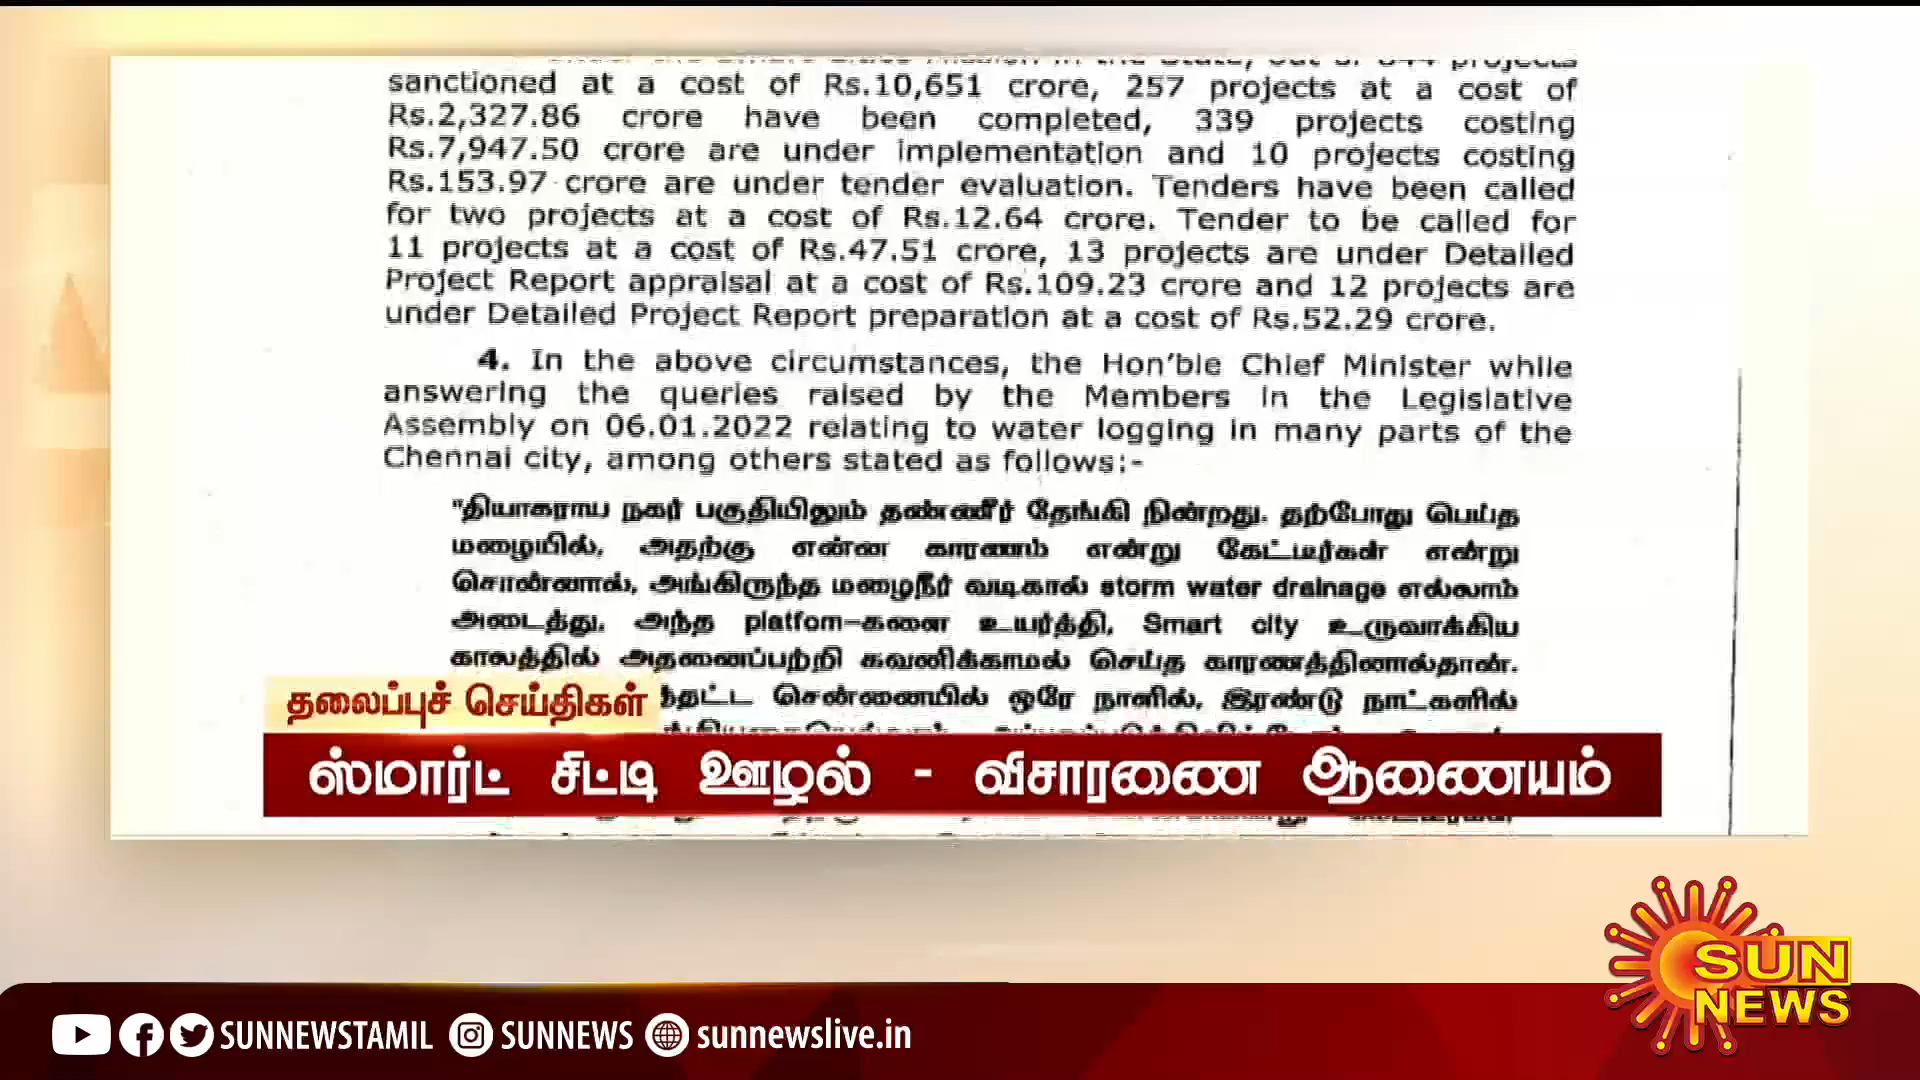 sanctioned at a cost of Rs.10,651 crore, 257 projects at a cost of
Rs.2,327.86 crore have been completed, 339 projects costing
Rs.7,947.50 crore are under implementation and 10 projects costing
Rs.153.97 crore are under tender evaluation. Tenders have been called
for two projects at a cost of Rs.12.64 crore. Tender to be called for
11 projects at a cost of Rs.47.51 crore, 13 projects are under Detailed
Project Report appraisal at a cost of Rs.109.23 crore and 12 projects are
under Detailed Project Report preparation at a cost of Rs.52.29 crore.
4. In the above circumstances, the Hon'ble Chief Minister while
answering the queries raised by the Members in the Legislative
Assembly on 06.01.2022 relating to water logging in many parts of the
Chennai city, among others stated as follows:-
"தியாகராய நகர் பகுதியிலும் தண்ணீர் தேங்கி நின்றது. தற்போது பெய்த
மழையில், அதற்கு என்ன காரணம் என்று கேட்டீர்கள் என்று
சொன்னால், அங்கிருந்த மழைநீர் வடிகால் storm water drainage எல்லாம்
அடைத்து, அந்த platfom-களை உயர்த்தி, Smart city உருவாக்கிய
காலத்தில் அதனைப்பற்றி கவனிக்காமல் செய்த காரணத்தினால்தான்.
சென்னையில் ஒரே நாளில், இரண்டு நாட்களில்
தலைப்புச் செய்திகள்
ஸ்மார்ட் சிட்டி ஊழல் - விசாரணை ஆணையம்
SUN
NEWS
SUNNEWSTAMIL SUNNEWS sunnewslive.in